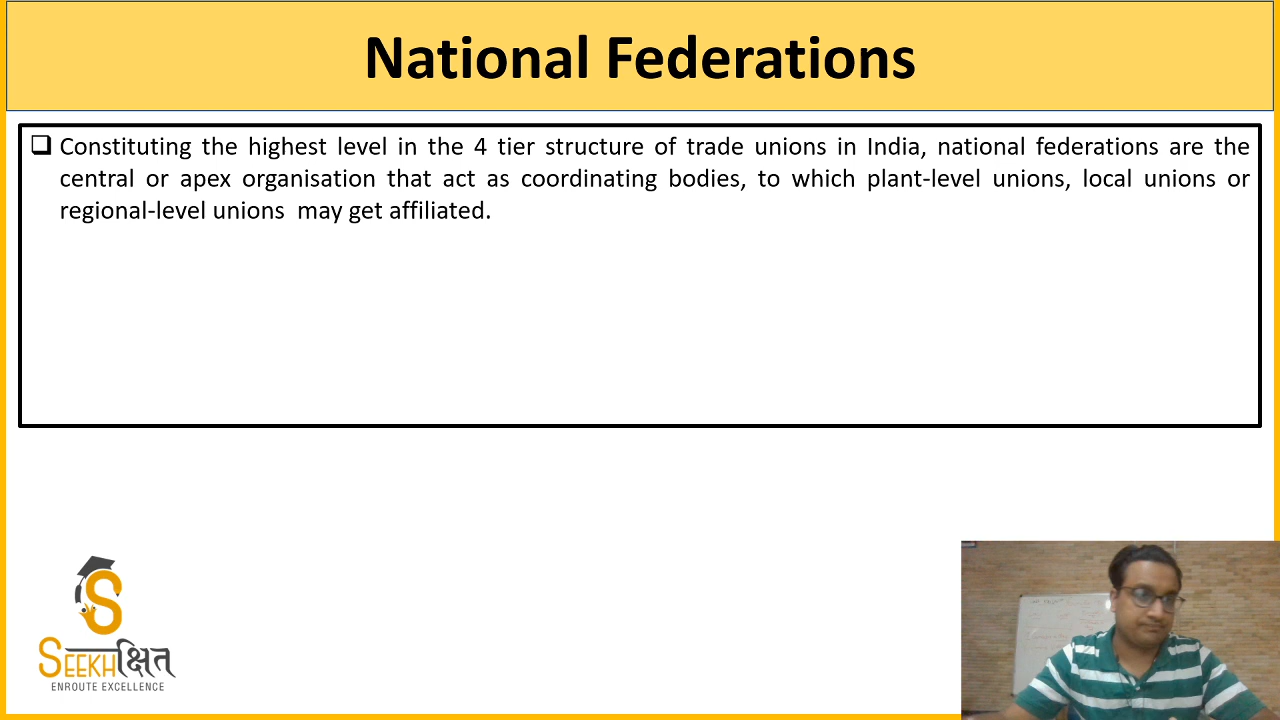 National Federations
❑ Constituting the highest level in the 4 tier structure of trade unions in India, national federations are the
central or apex organisation that act as coordinating bodies, to which plant-level unions, local unions or
regional-level unions  may get affiliated.
SEEKHक्षित
ENROUTE EXCELLENCE